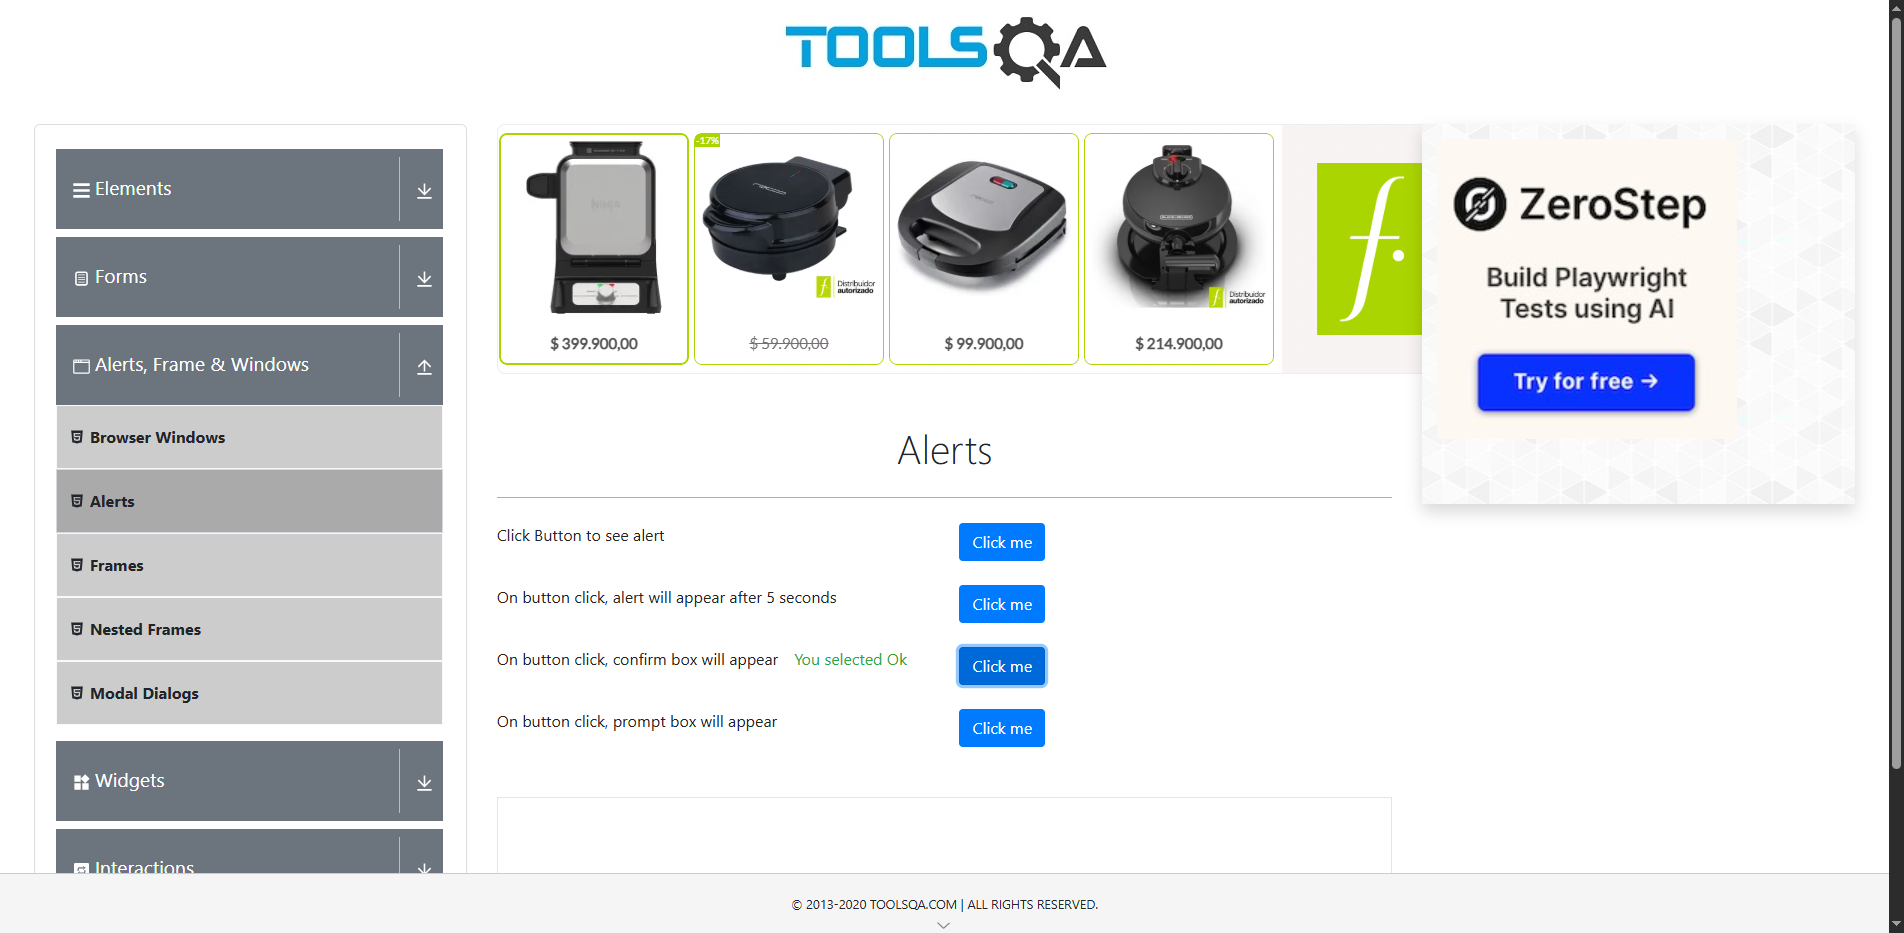 TOOLSQA
Elements
Forms
Alerts, Frame & Windows
Browser Windows
Alerts
Frames
Nested Frames
Modal Dialogs
Widgets
Interactions
$ 399.900,00
-17%
Distribuidor
autorizado
$ 59.900,00
$ 99.900,00
Distribuidor
autorizado
$ 214.900,00
f.
ZeroStep
Build Playwright
Tests using AI
Try for free →
Alerts
Click Button to see alert
Click me
On button click, alert will appear after 5 seconds
Click me
On button click, confirm box will appear You selected Ok
Click me
On button click, prompt box will appear
Click me
© 2013-2020 TOOLSQA.COM | ALL RIGHTS RESERVED.